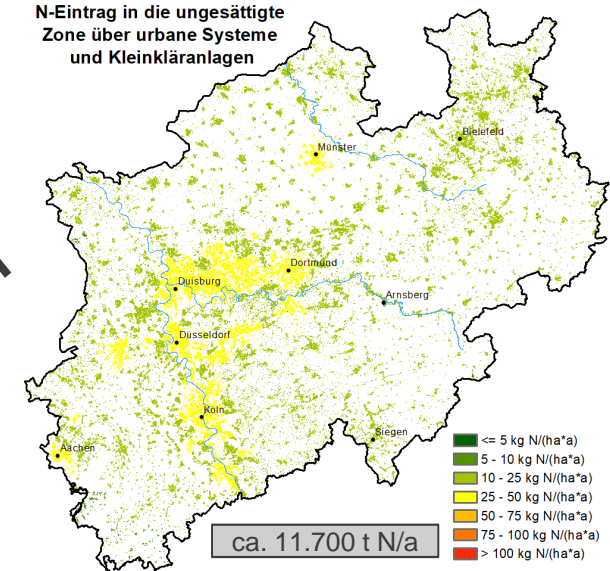 N-Eintrag in die ungesättigte
Zone über urbane Systeme
und Kleinkläranlagen
Bielefeld
Münster
Dortmund
Duisburg
Arnsberg
Düsseldorf
Köln
Siegen
Aachen
<= 5 kg N/(ha*a)
5 - 10 kg N/(ha*a)
10 - 25 kg N/(ha*a)
25 - 50 kg N/(ha*a)
50 - 75 kg N/(ha*a)
75 - 100 kg N/(ha*a)
> 100 kg N/(ha*a)
ca. 11.700 t N/a